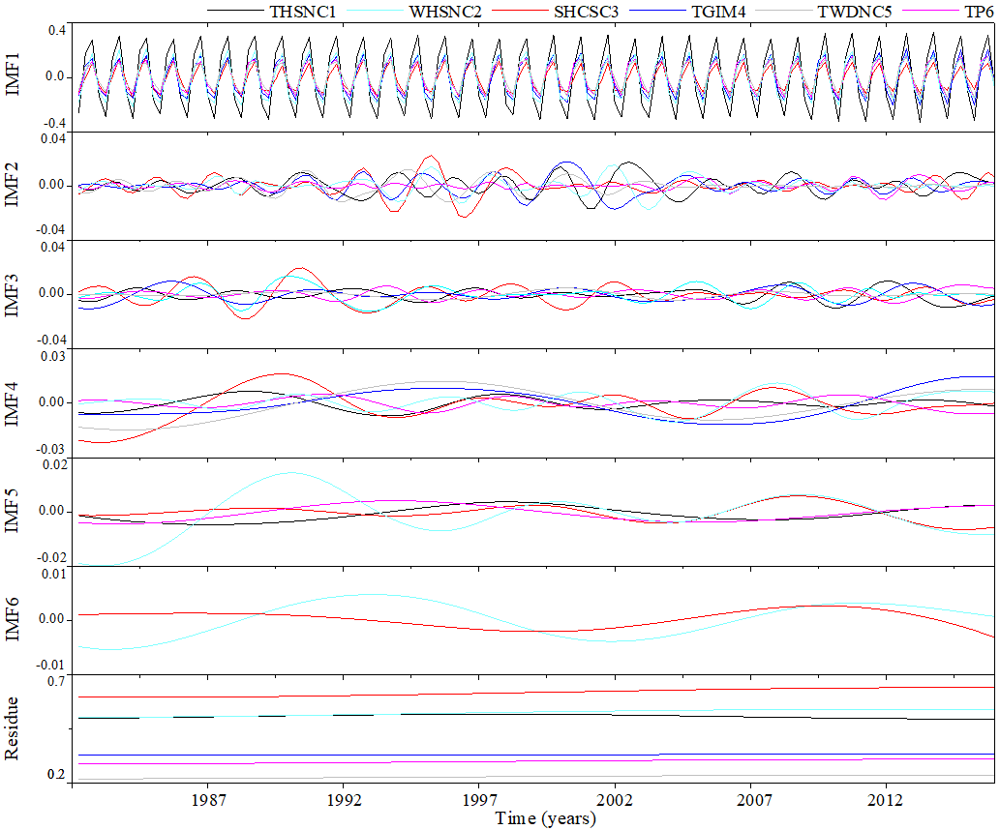 THSNC1 WHSNC2 SHCSC3 TGIM4 TWDNC5 TP6
0.4
IMF1
0.0
-0.4
0.04
IMF2
0.00
-0.04
0.04
IMF3
0.00
-0.04
0.03
IMF4
0.00
-0.03
0.02
IMF5
0.00
-0.02
0.01
IMF6
0.00
-0.01
0.7
Residue
0.2
1987 1992 1997 2002 2007 2012
Time (years)